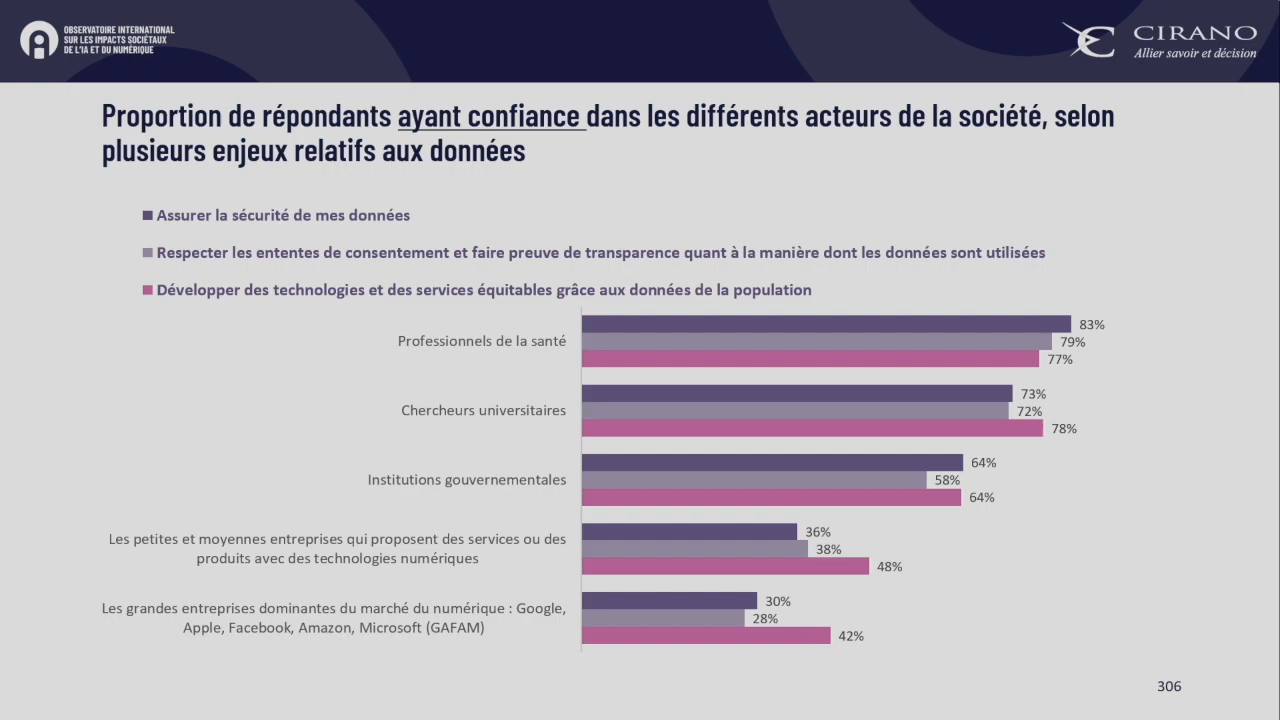 OBSERVATOIRE INTERNATIONAL
SUR LES IMPACTS SOCIÉTAUX
DE L'IA ET DU NUMÉRIQUE
CIRANO
Allier savoir et décision
Proportion de répondants ayant confiance dans les différents acteurs de la société, selon
plusieurs enjeux relatifs aux données
Assurer la sécurité de mes données
Respecter les ententes de consentement et faire preuve de transparence quant à la manière dont les données sont utilisées
Développer des technologies et des services équitables grâce aux données de la population
Professionnels de la santé
83%
79%
77%
Chercheurs universitaires
73%
72%
78%
Institutions gouvernementales
64%
58%
64%
Les petites et moyennes entreprises qui proposent des services ou des
produits avec des technologies numériques
36%
38%
48%
Les grandes entreprises dominantes du marché du numérique : Google,
Apple, Facebook, Amazon, Microsoft (GAFAM)
30%
28%
42%
306